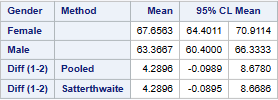 Gender Method Mean 95% CL Mean
Female 67.6563 64.4011 70.9114
Male 63.3667 60.4000 66.3333
Diff (1-2) Pooled 4.2896 -0.0989 8.6780
Diff (1-2) Satterthwaite 4.2896 -0.0895 8.6686